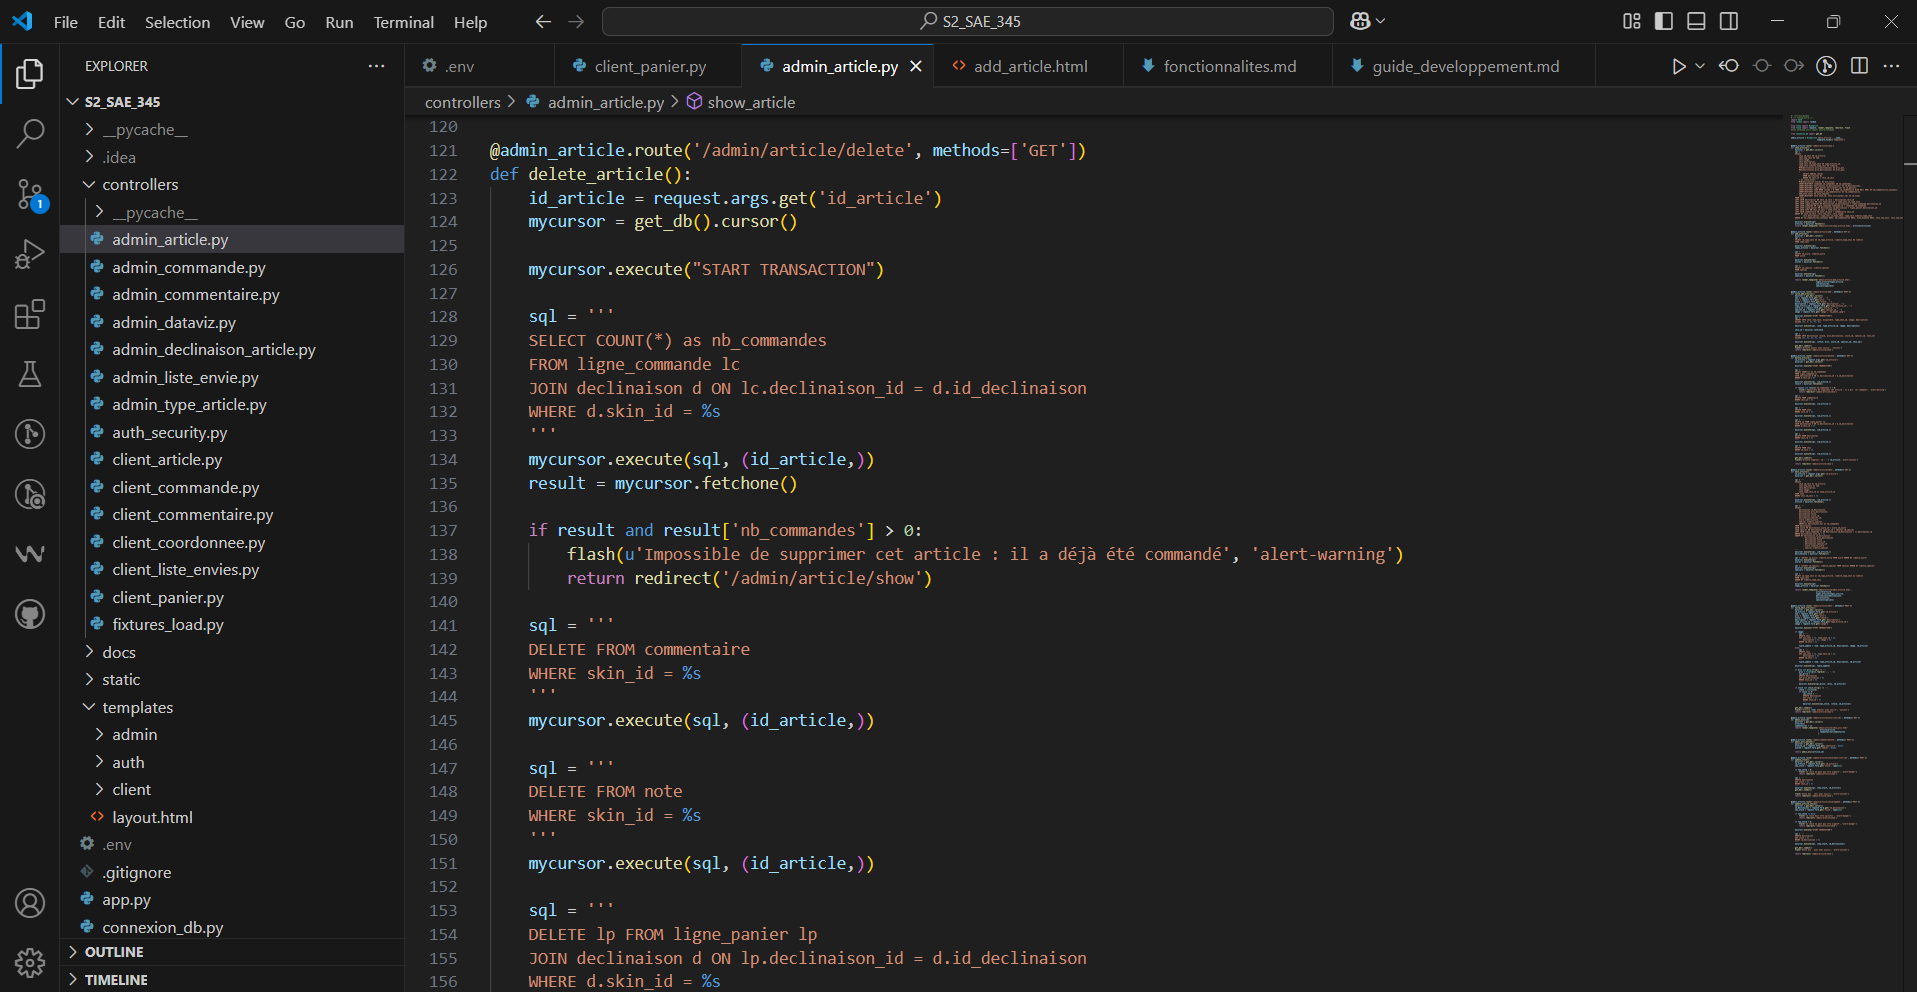 File Edit Selection View Go Run Terminal Help
S2_SAE_345
EXPLORER
.env
client_panier.py
admin_article.py
add_article.html
guide_developpement.md
fonctionnalites.md
controllers > admin_article.py > show_article
S2_SAE_345
__pycache__
.idea
controllers
__pycache__
admin_article.py
admin_commande.py
admin_commentaire.py
admin_dataviz.py
admin_declinaison_article.py
admin_liste_envie.py
admin_type_article.py
auth_security.py
client_article.py
client_commande.py
client_commentaire.py
client_coordonnee.py
client_liste_envies.py
client_panier.py
fixtures_load.py
docs
static
templates
admin
auth
client
layout.html
.env
.gitignore
app.py
connexion_db.py
OUTLINE
TIMELINE
1
120
121 @admin_article.route('/admin/article/delete', methods=['GET'])
122 def delete_article():
123 id_article = request.args.get('id_article')
124 mycursor = get_db().cursor()
125
126 mycursor.execute("START TRANSACTION")
127
128 sql = '''
129 SELECT COUNT(*) as nb_commandes
130 FROM ligne_commande lc
131 JOIN declinaison d ON lc.declinaison_id = d.id_declinaison
132 WHERE d.skin_id = %s
133 '''
134 mycursor.execute(sql, (id_article,))
135 result = mycursor.fetchone()
136
137 if result and result['nb_commandes'] > 0:
138 flash(u'Impossible de supprimer cet article : il a déjà été commandé', 'alert-warning')
139 return redirect('/admin/article/show')
140
141 sql = '''
142 DELETE FROM commentaire
143 WHERE skin_id = %s
144 '''
145 mycursor.execute(sql, (id_article,))
146
147 sql = '''
148 DELETE FROM note
149 WHERE skin_id = %s
150 '''
151 mycursor.execute(sql, (id_article,))
152
153 sql = '''
154 DELETE lp FROM ligne_panier lp
155 JOIN declinaison d ON lp.declinaison_id = d.id_declinaison
156 WHERE d.skin_id = %s